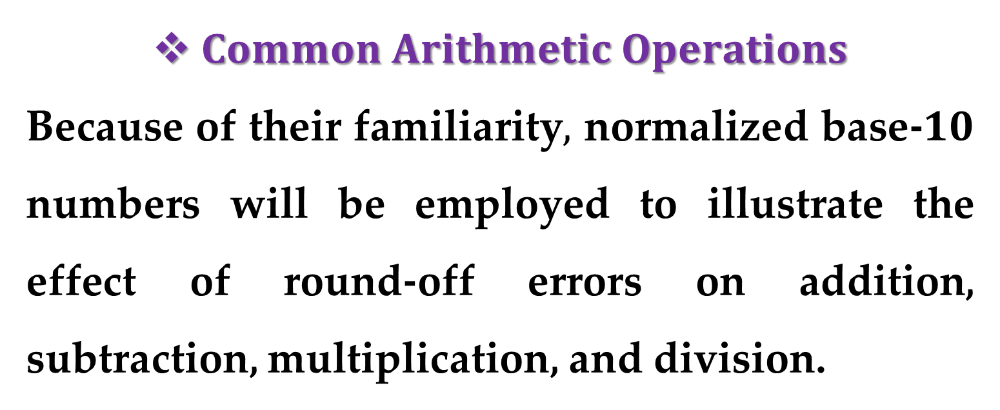 ❖ Common Arithmetic Operations
Because of their familiarity, normalized base-10
numbers will be employed to illustrate the
effect of round-off errors on addition,
subtraction, multiplication, and division.